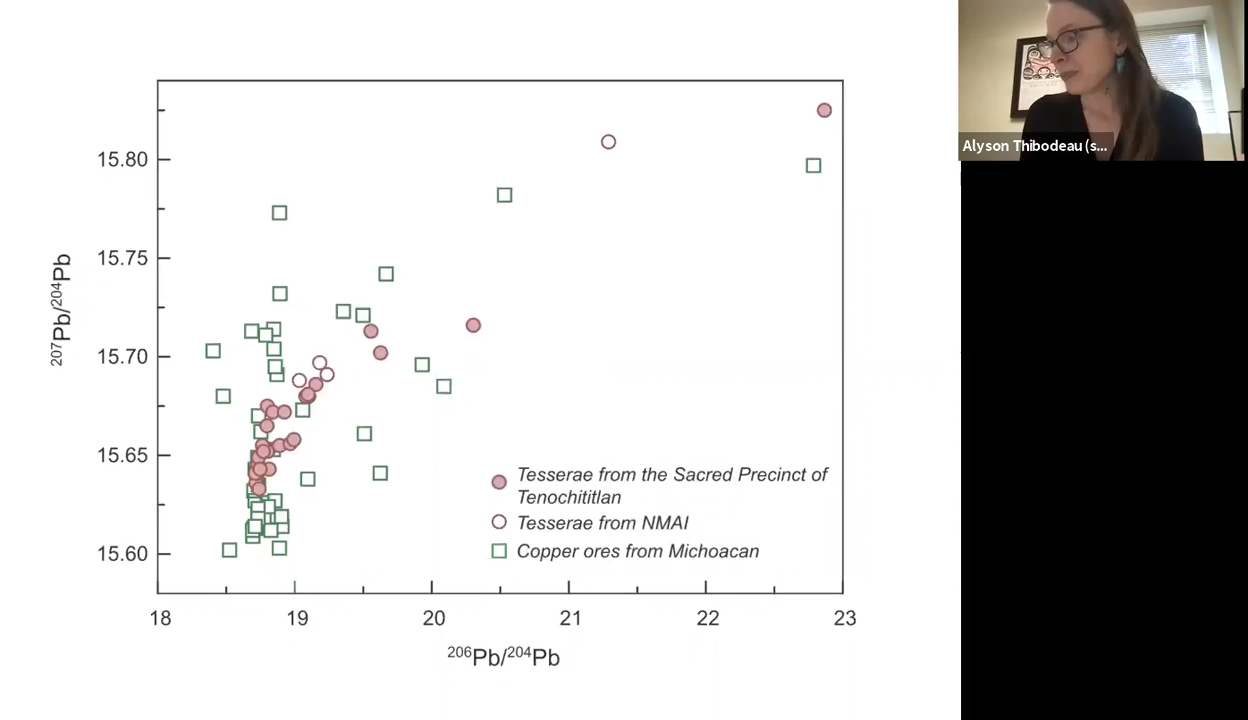 Alyson Thibodeau (s...
15.80
15.75
15.70
15.65
15.60
²⁰⁷Pb/²⁰⁴Pb
Tesserae from the Sacred Precinct of
Tenochititlan
Tesserae from NMAI
Copper ores from Michoacan
18 19 20 21 22 23
²⁰⁶Pb/²⁰⁴Pb